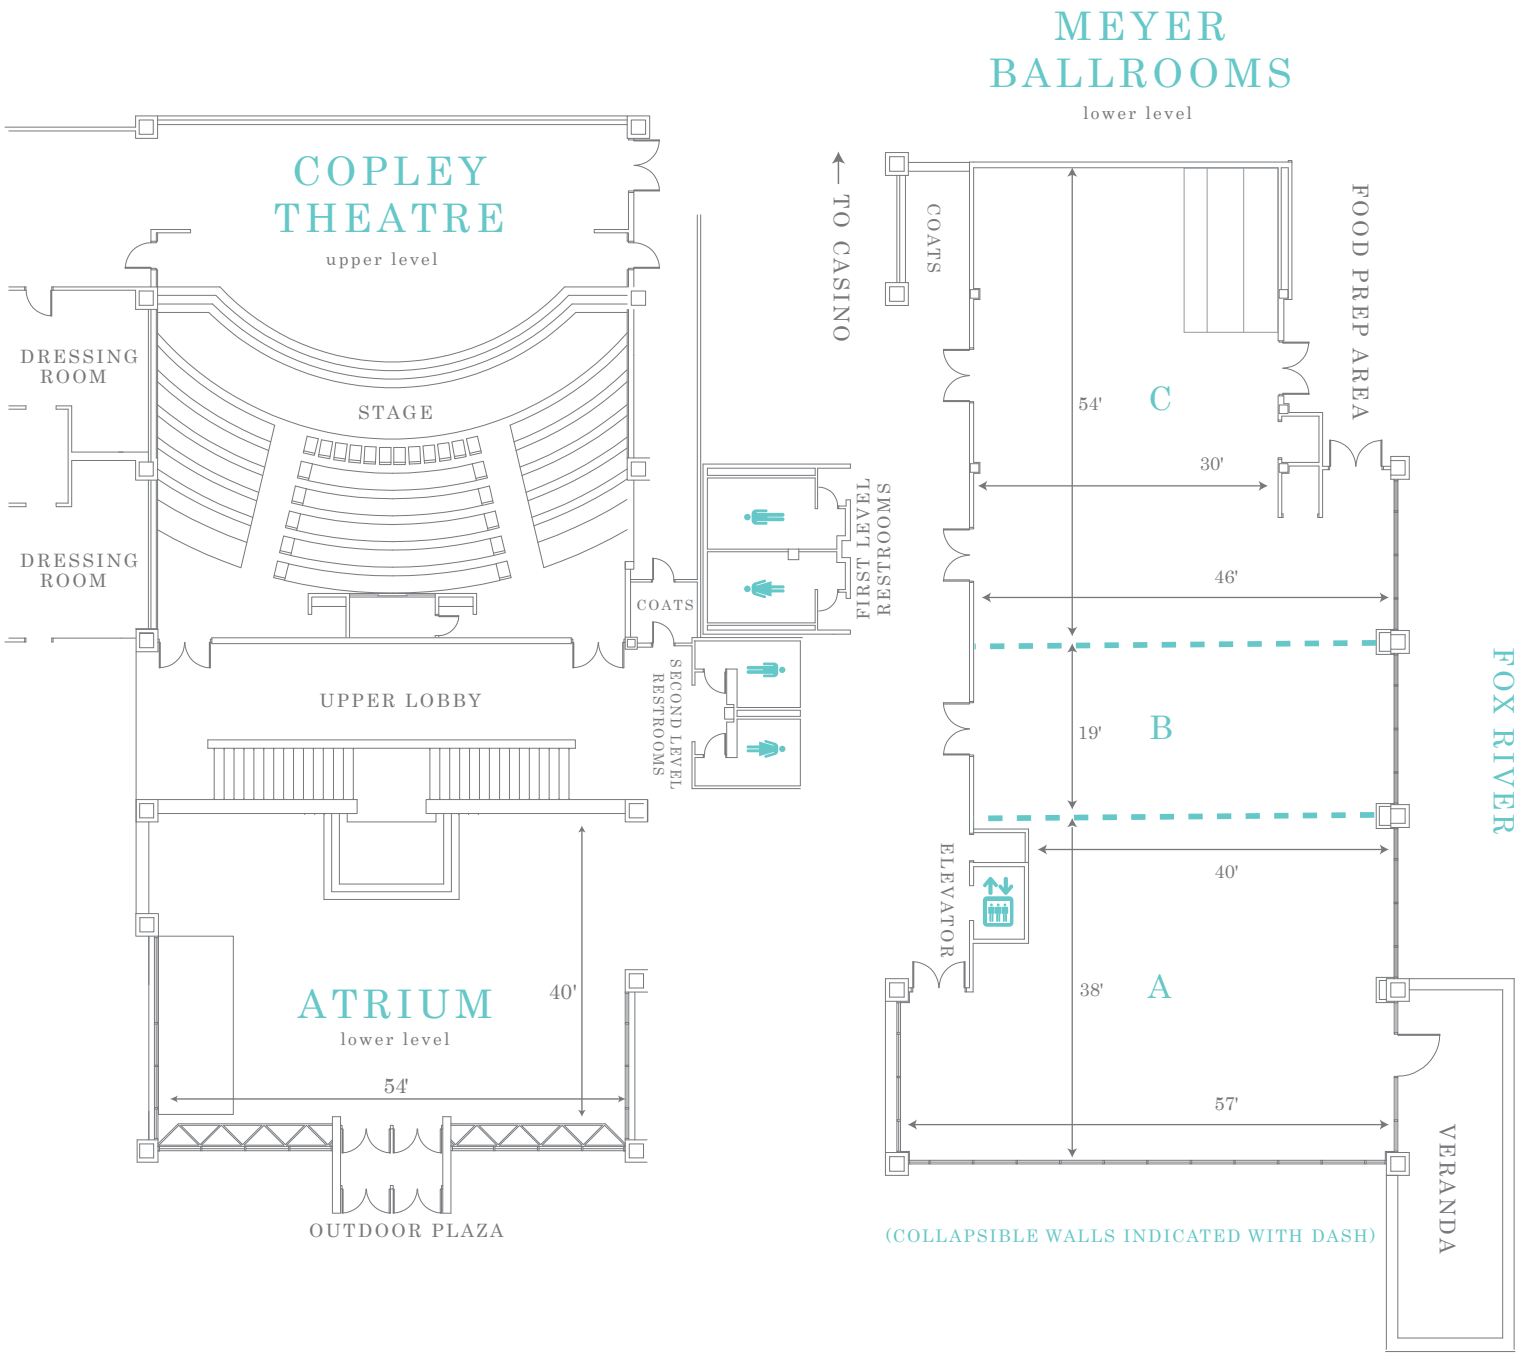 MEYER
BALLROOMS
lower level
COPLEY
THEATRE
upper level
DRESSING
ROOM
STAGE
DRESSING
ROOM
COATS
FIRST LEVEL
RESTROOMS
SECOND LEVEL
RESTROOMS
UPPER LOBBY
ATRIUM
lower level
40'
54'
OUTDOOR PLAZA
TO CASINO
COATS
FOOD PREP AREA
C
54'
30'
46'
B
19'
FOX RIVER
ELEVATOR
40'
A
38'
57'
VERANDA
(COLLAPSIBLE WALLS INDICATED WITH DASH)